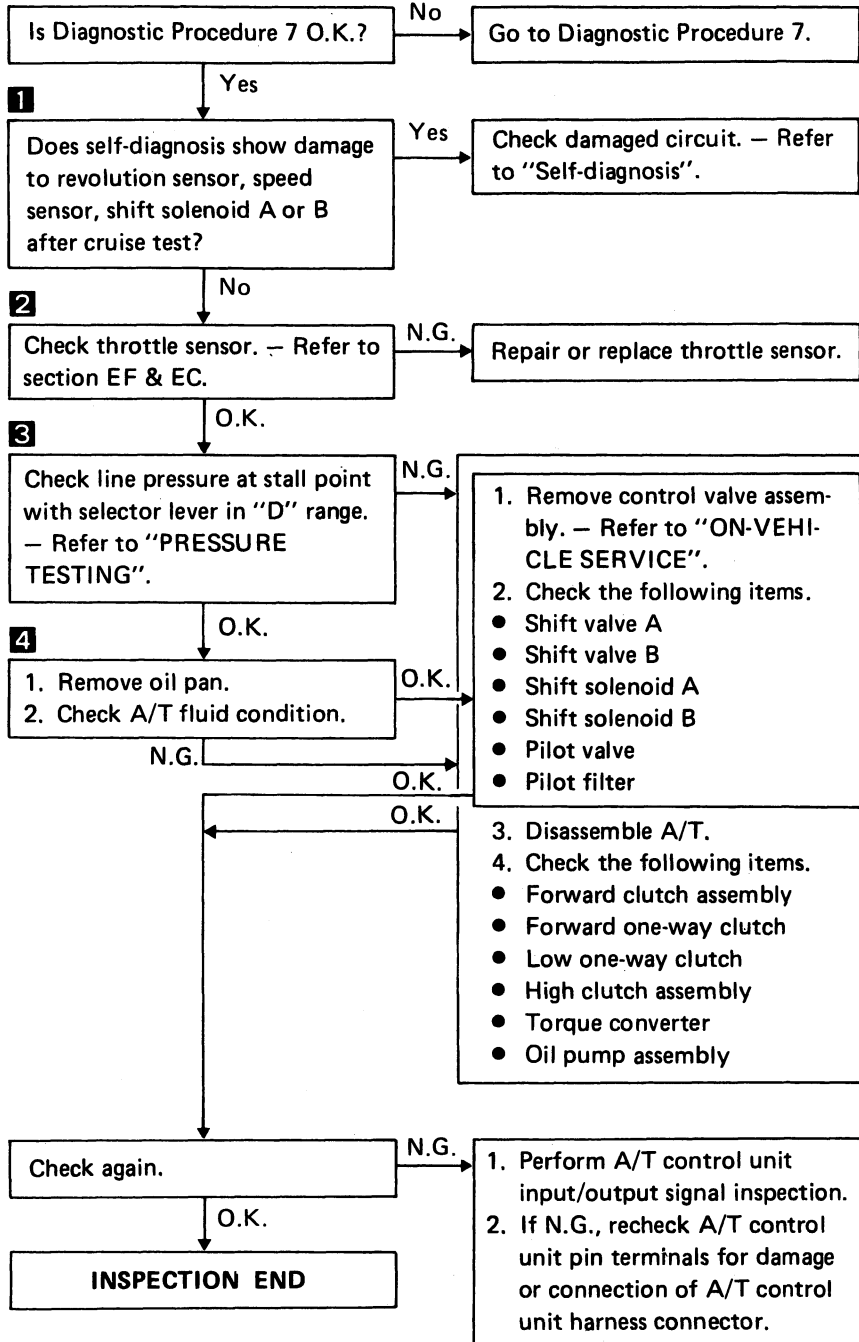 Is Diagnostic Procedure 7 O.K.?
No
Go to Diagnostic Procedure 7.
Yes
1
Does self-diagnosis show damage
to revolution sensor, speed
sensor, shift solenoid A or B
after cruise test?
Yes
Check damaged circuit. — Refer
to "Self-diagnosis".
No
2
Check throttle sensor. — Refer to
section EF & EC.
N.G.
Repair or replace throttle sensor.
O.K.
3
Check line pressure at stall point
with selector lever in "D" range.
— Refer to "PRESSURE
TESTING".
N.G.
1. Remove control valve assem-
bly. — Refer to "ON-VEHI-
CLE SERVICE".
2. Check the following items.
● Shift valve A
● Shift valve B
● Shift solenoid A
● Shift solenoid B
● Pilot valve
● Pilot filter
O.K.
4
1. Remove oil pan.
2. Check A/T fluid condition.
O.K.
N.G.
O.K.
O.K.
3. Disassemble A/T.
4. Check the following items.
● Forward clutch assembly
● Forward one-way clutch
● Low one-way clutch
● High clutch assembly
● Torque converter
● Oil pump assembly
Check again.
N.G.
1. Perform A/T control unit
input/output signal inspection.
2. If N.G., recheck A/T control
unit pin terminals for damage
or connection of A/T control
unit harness connector.
O.K.
INSPECTION END